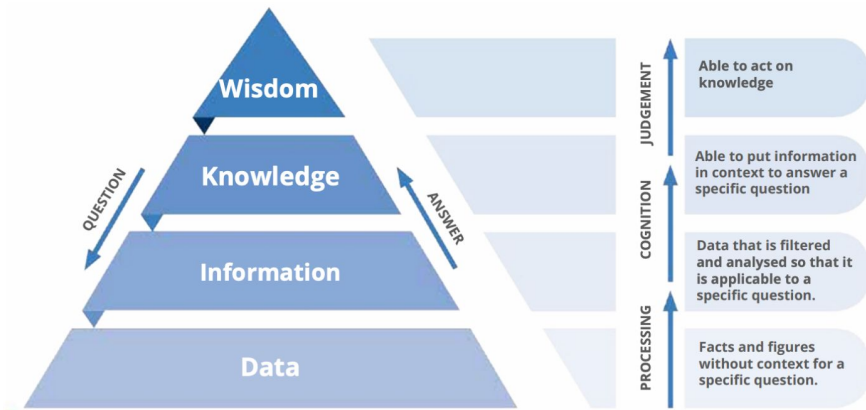 Wisdom
Knowledge
Information
Data
QUESTION
ANSWER
JUDGEMENT
COGNITION
PROCESSING
Able to act on
knowledge
Able to put information
in context to answer a
specific question
Data that is filtered
and analysed so that it
is applicable to a
specific question.
Facts and figures
without context for a
specific question.